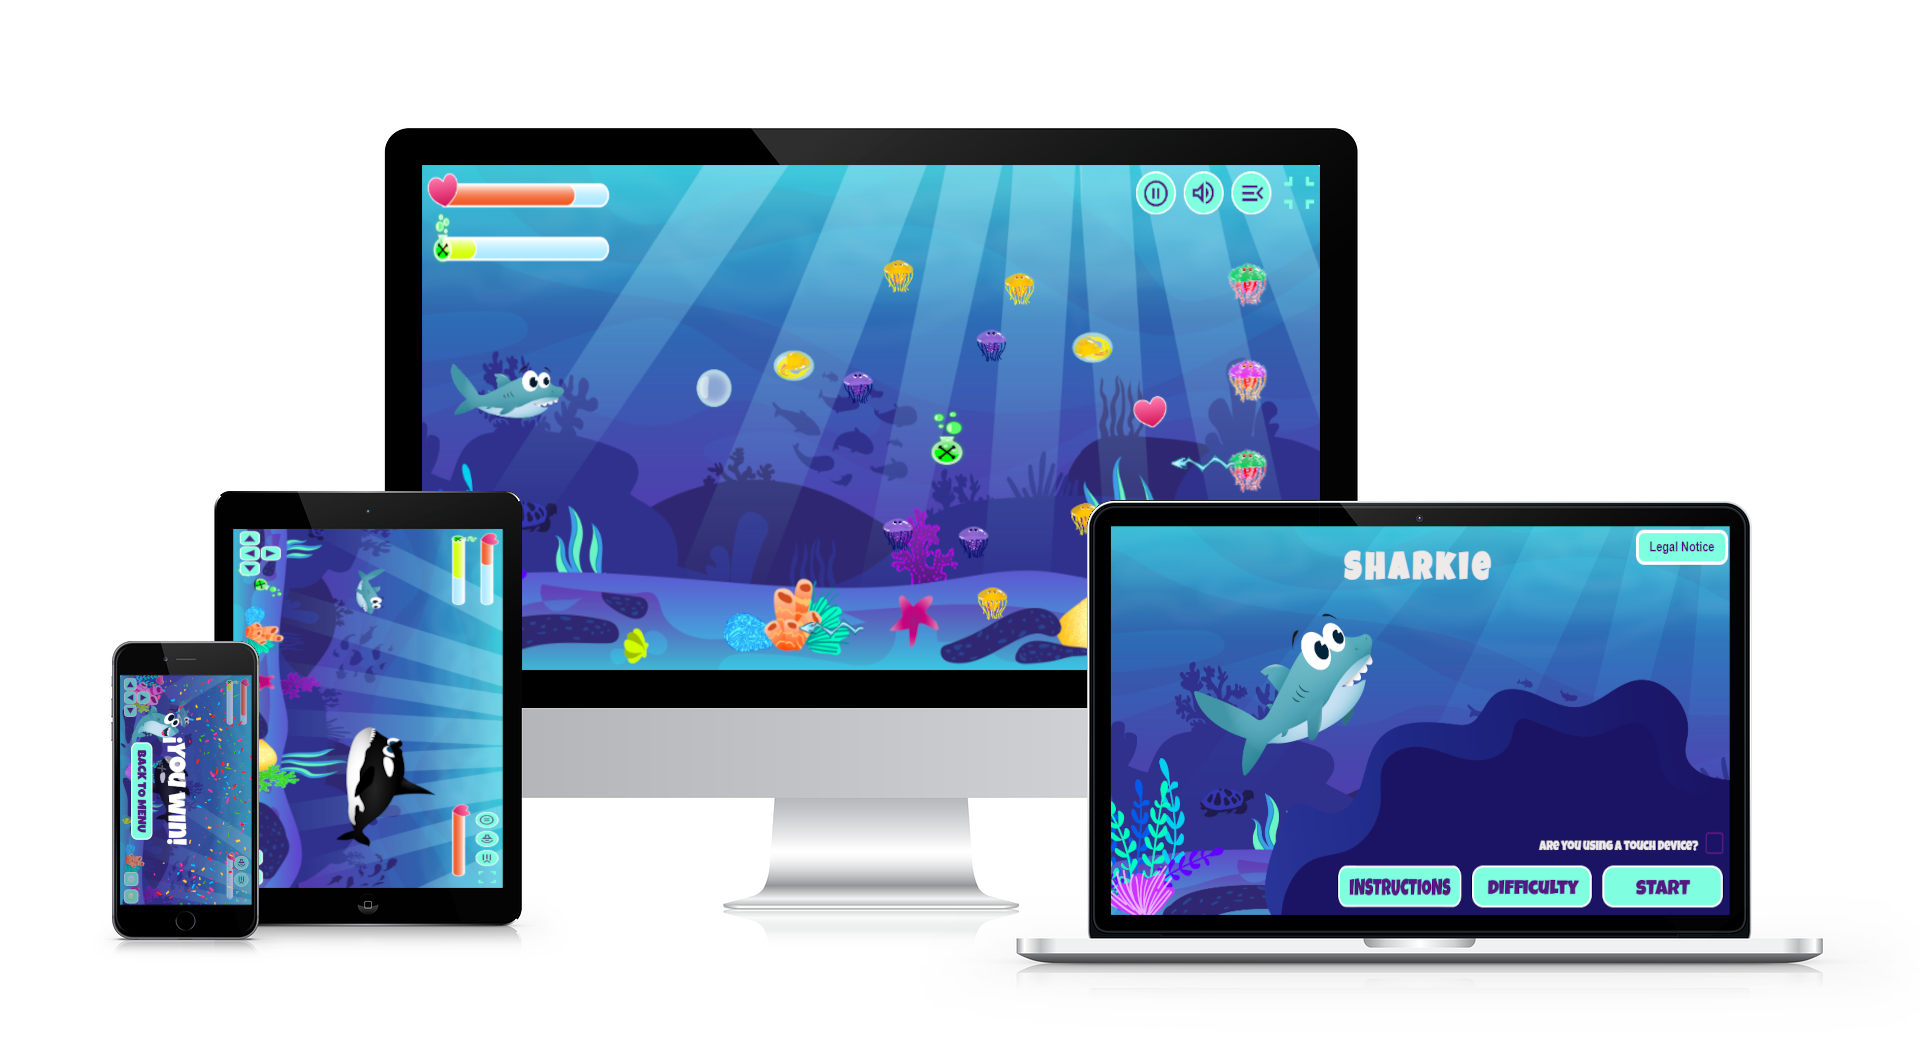 SHARKIE
Legal Notice
ARE YOU USING A TOUCH DEVICE?
INSTRUCTIONS
DIFFICULTY
START
¡YOU WIN!
BACK TO MENU